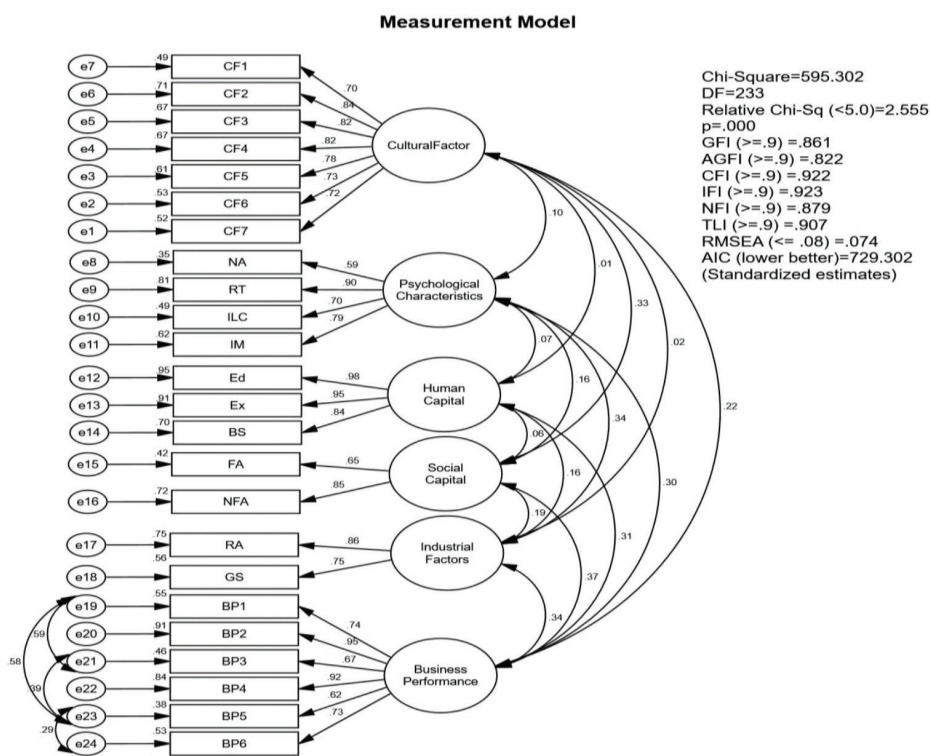 Measurement Model
Chi-Square=595.302
DF=233
Relative Chi-Sq (<5.0)=2.555
p=.000
GFI (>=.9) =.861
AGFI (>=.9) =.822
CFI (>=.9) =.922
IFI (>=.9) =.923
NFI (>=.9) =.879
TLI (>=.9) =.907
RMSEA (<= .08) =.074
AIC (lower better)=729.302
(Standardized estimates)
e7 .49 CF1 .70
e6 .71 CF2 .84
e5 .67 CF3 .82
e4 .67 CF4 .82
e3 .61 CF5 .78
e2 .53 CF6 .73
e1 .52 CF7 .72
CulturalFactor
e8 .35 NA .59
e9 .81 RT .90
e10 .49 ILC .70
e11 .62 IM .79
Psychological
Characteristics
e12 .95 Ed .98
e13 .91 Ex .95
e14 .70 BS .84
Human
Capital
e15 .42 FA .65
e16 .72 NFA .85
Social
Capital
e17 .75 RA .86
e18 .56 GS .75
Industrial
Factors
e19 .55 BP1 .74
e20 .91 BP2 .95
e21 .46 BP3 .67
e22 .84 BP4 .92
e23 .38 BP5 .62
e24 .53 BP6 .73
Business
Performance
.10
.01
.33
.02
.22
.07
.16
.34
.30
.06
.16
.31
.19
.37
.34
.59
.58
.39
.29